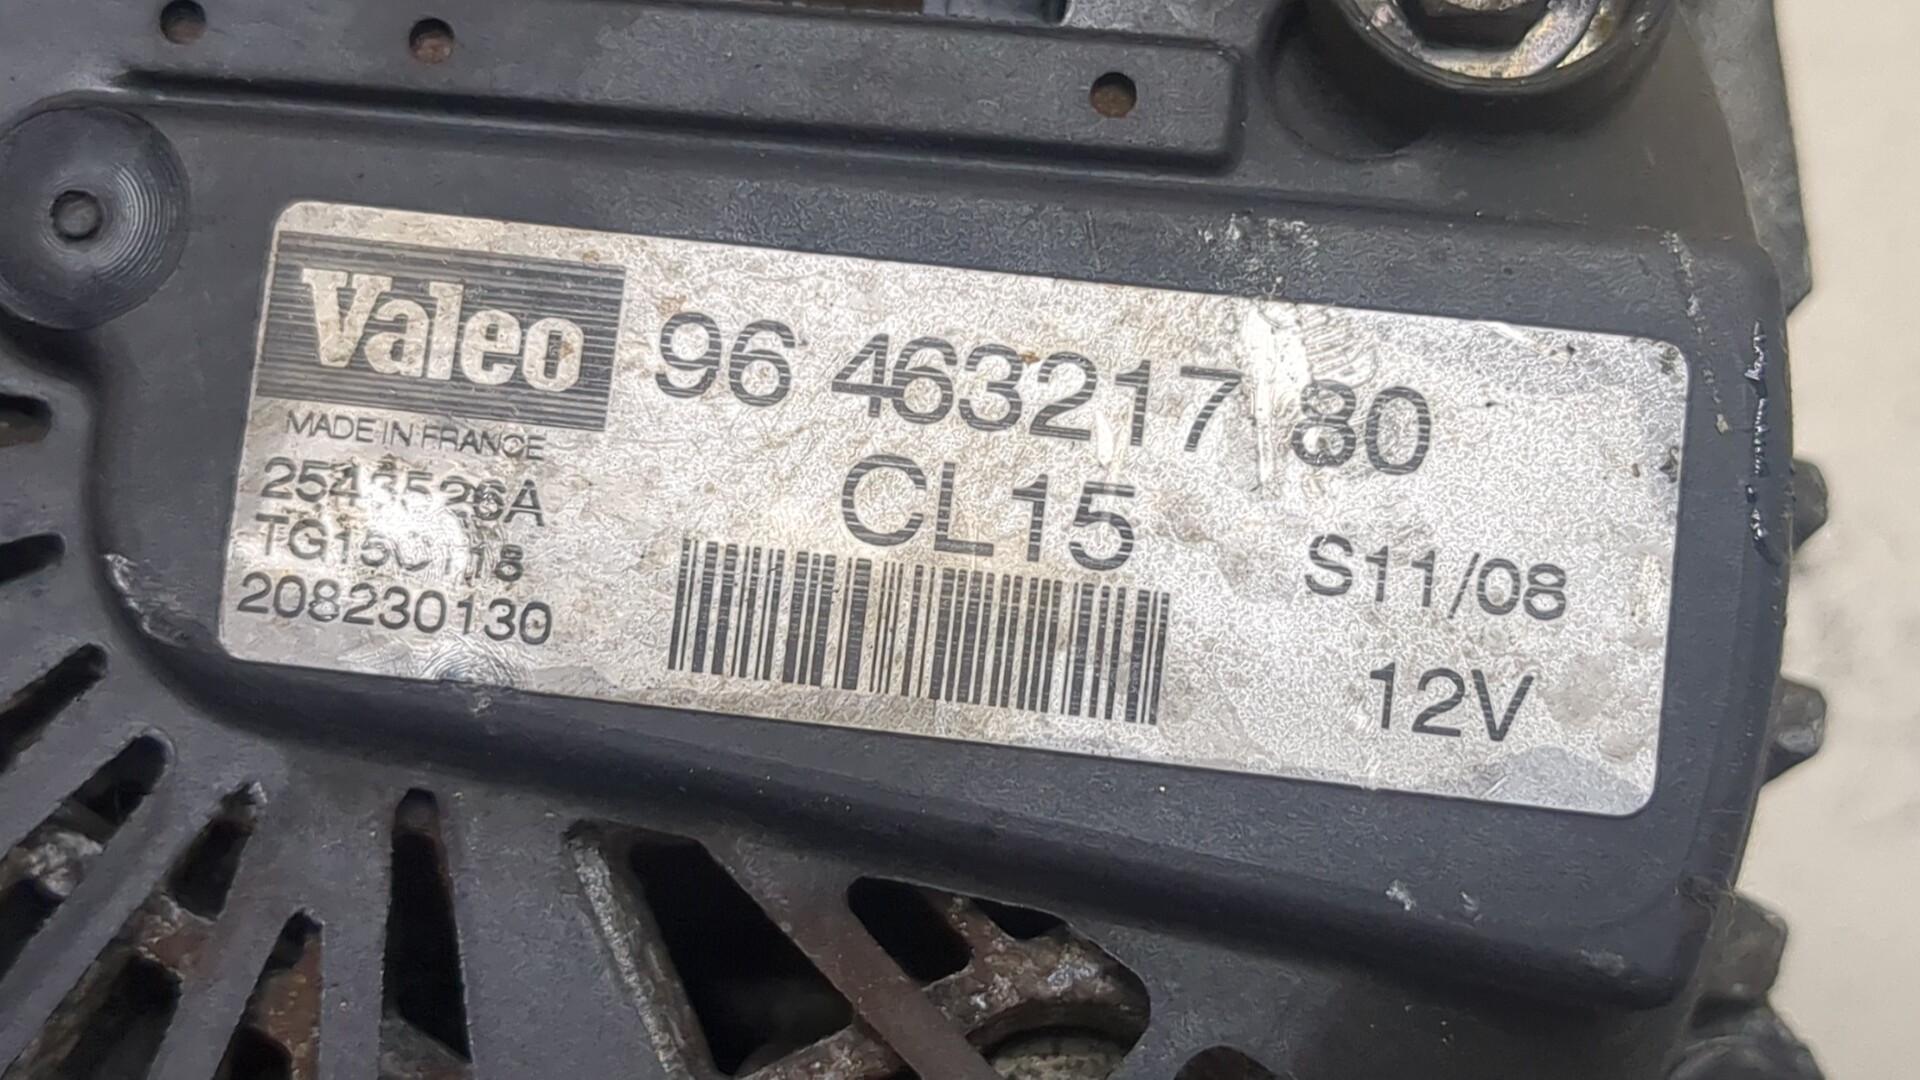 Valeo
MADE IN FRANCE
96 463217 80
CL15
208230130
S11/08
12V